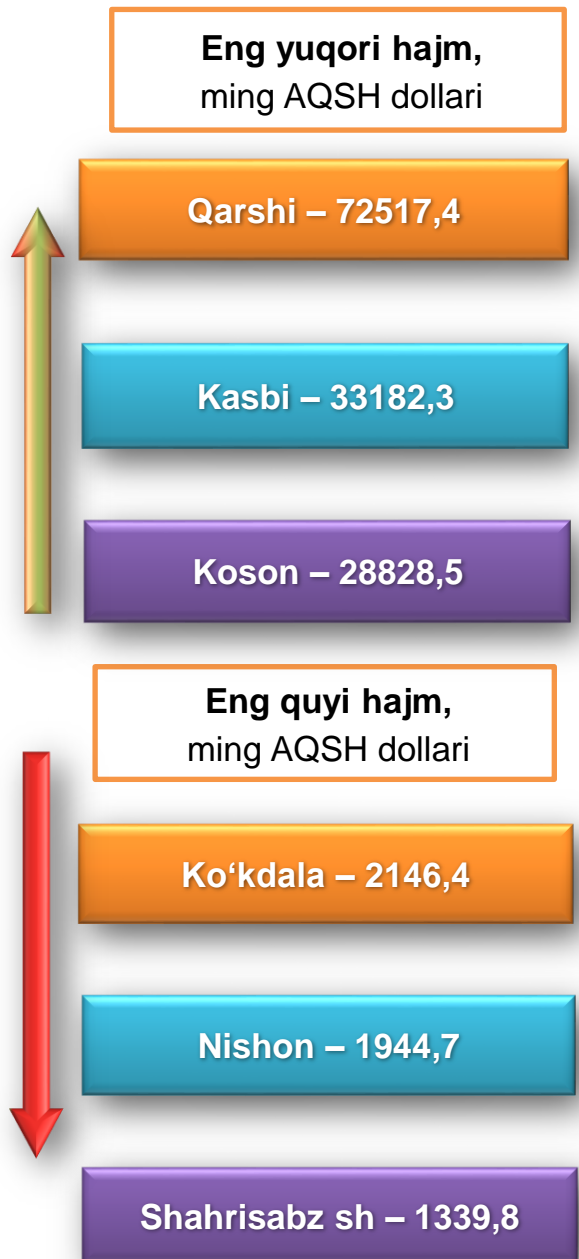 Eng yuqori hajm,
ming AQSH dollari
Qarshi – 72517,4
Kasbi – 33182,3
Koson – 28828,5
Eng quyi hajm,
ming AQSH dollari
Ko‘kdala – 2146,4
Nishon – 1944,7
Shahrisabz sh – 1339,8